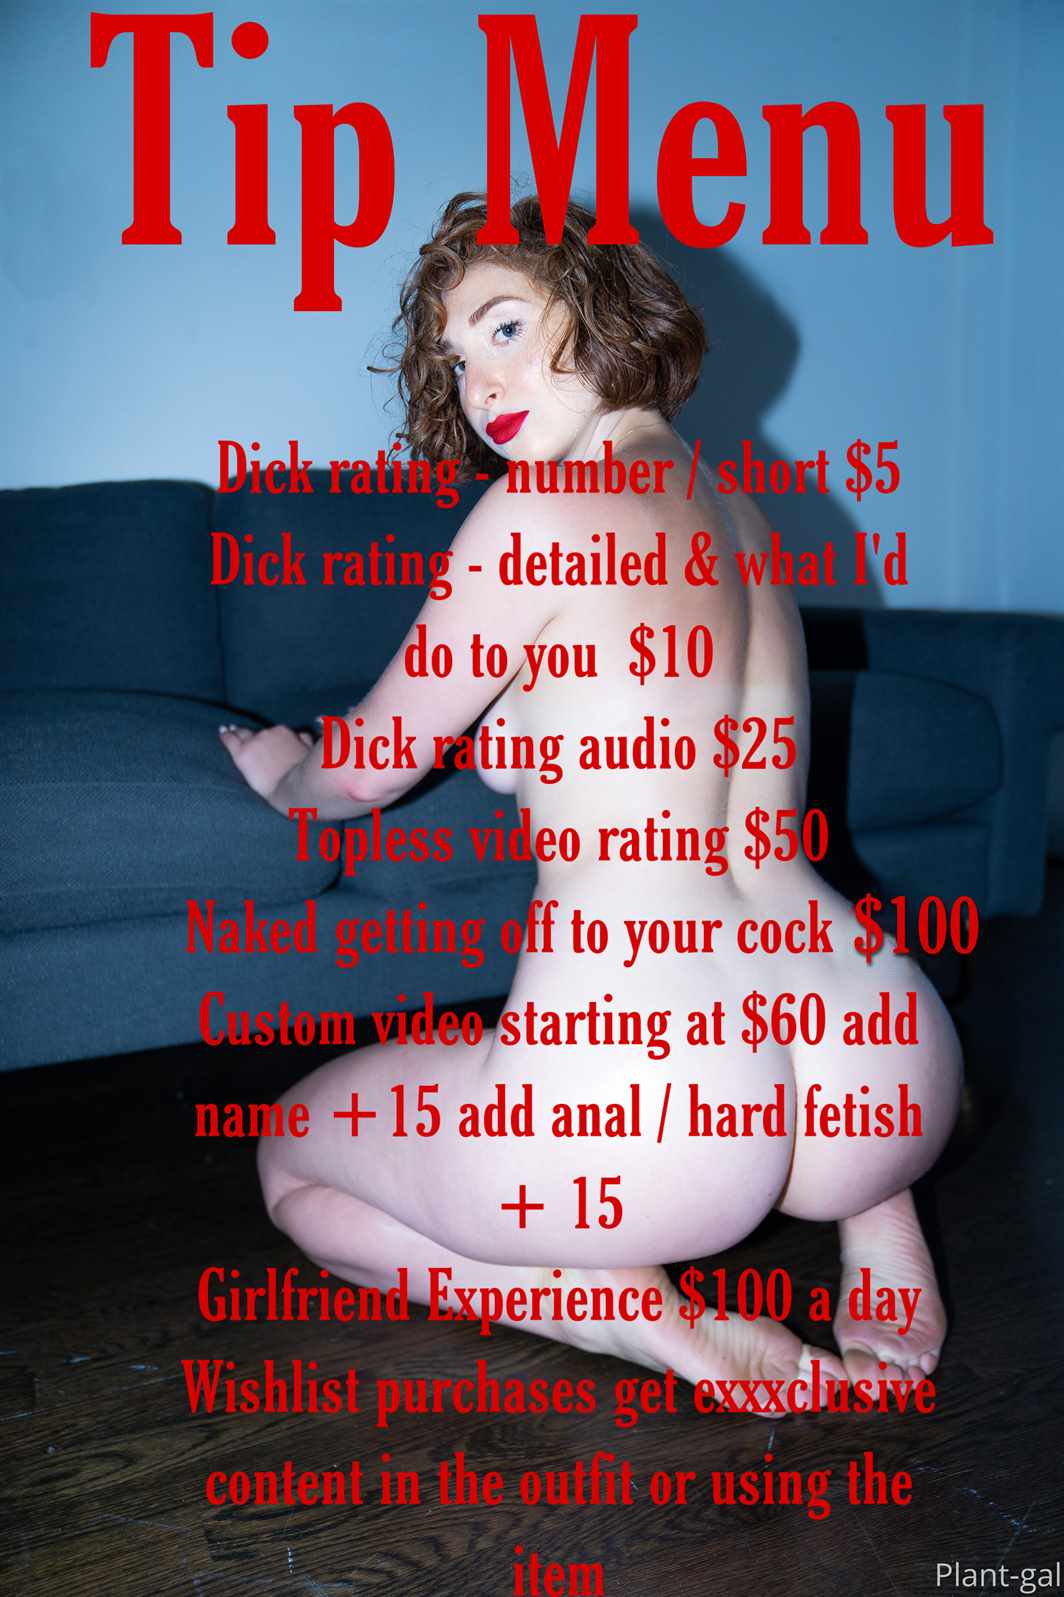 Tip Menu
Dick rating - number / short $5
Dick rating - detailed & what I'd
do to you $10
Dick rating audio $25
Topless video rating $50
Naked getting off to your cock $100
Custom video starting at $60 add
name +15 add anal / hard fetish
+ 15
Girlfriend Experience $100 a day
Wishlist purchases get exxxclusive
content in the outfit or using the
item
Plant-gal